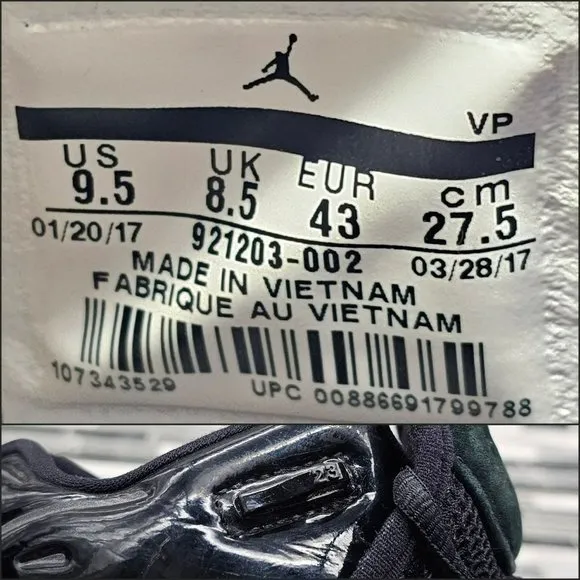 VP
US UK EUR cm
9.5 8.5 43 27.5
01/20/17 921203-002 03/28/17
MADE IN VIETNAM
FABRIQUE AU VIETNAM
107343529 UPC 00886691799788
23